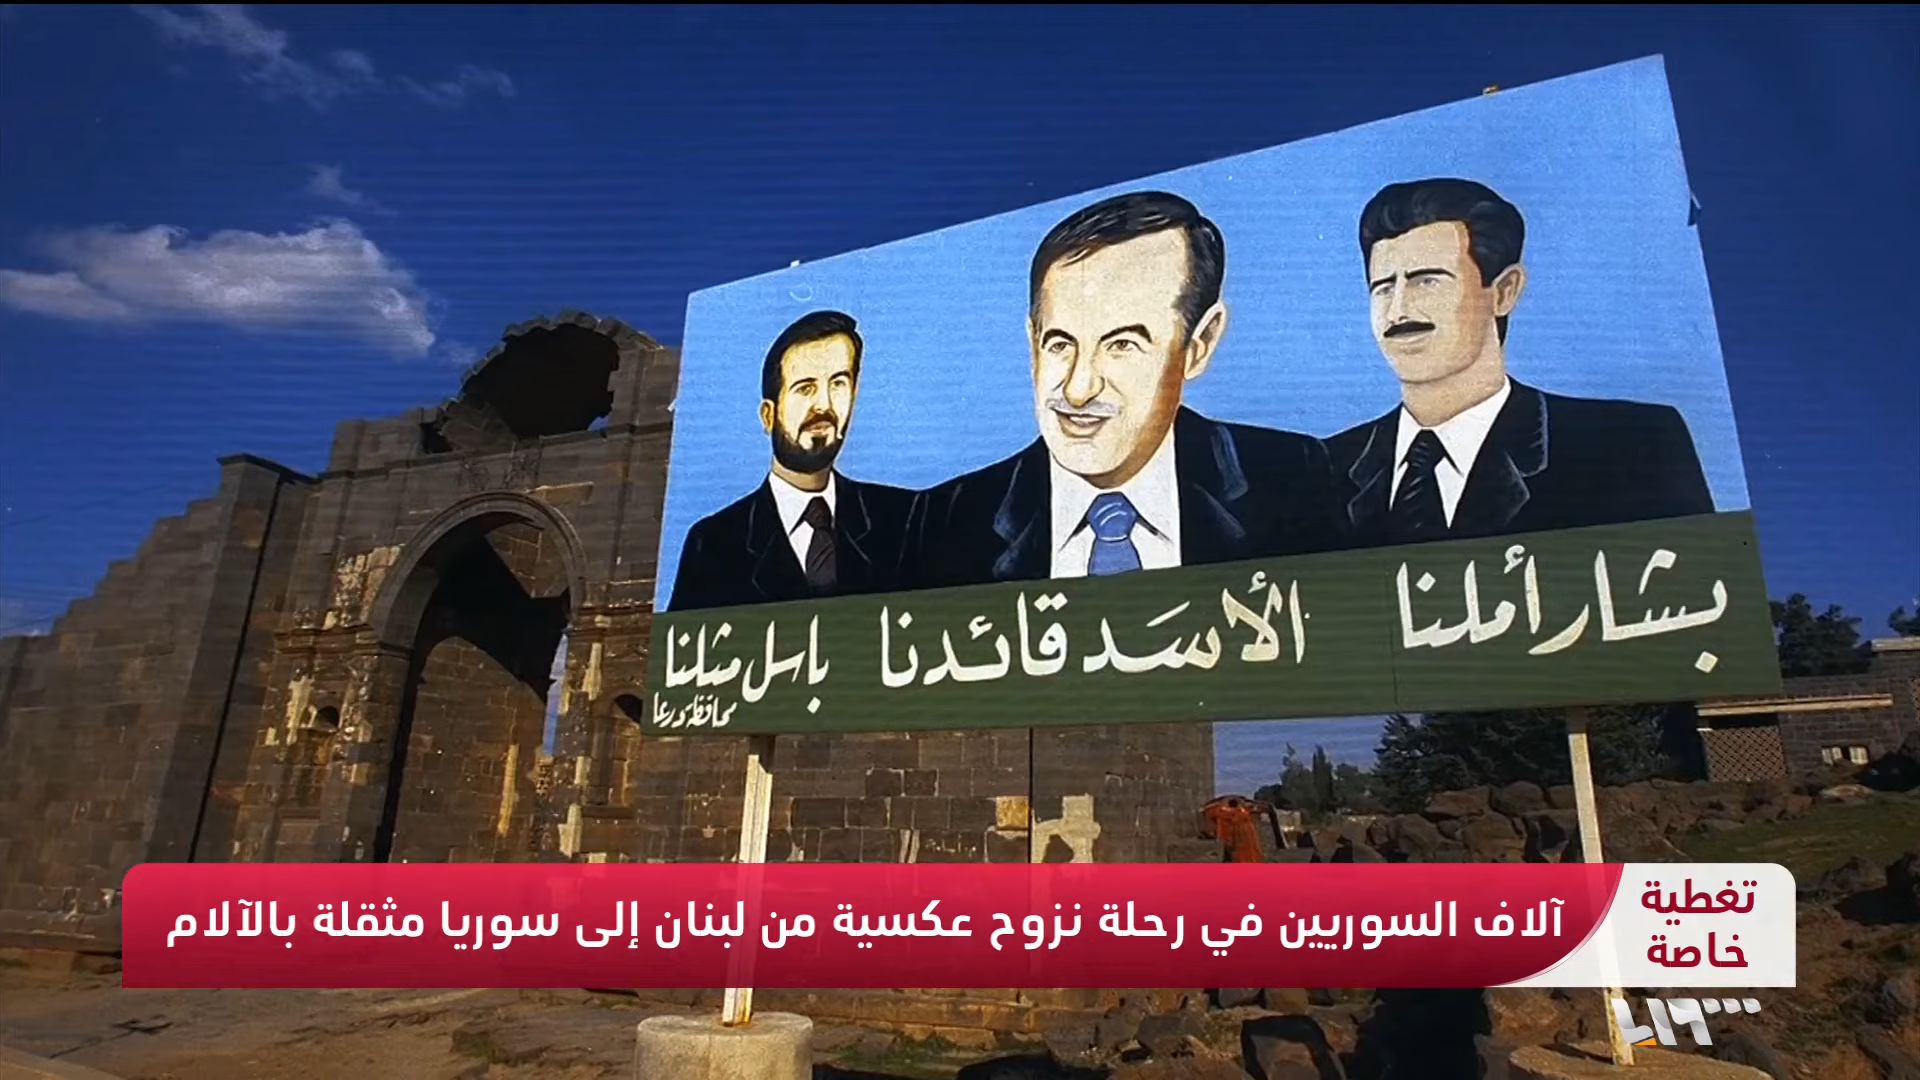 بشار أملنا الأسد قائدنا باسل مثلنا
محافظة درعا
تغطية
خاصة
آلاف السوريين في رحلة نزوح عكسية من لبنان إلى سوريا مثقلة بالآلام
سوريا